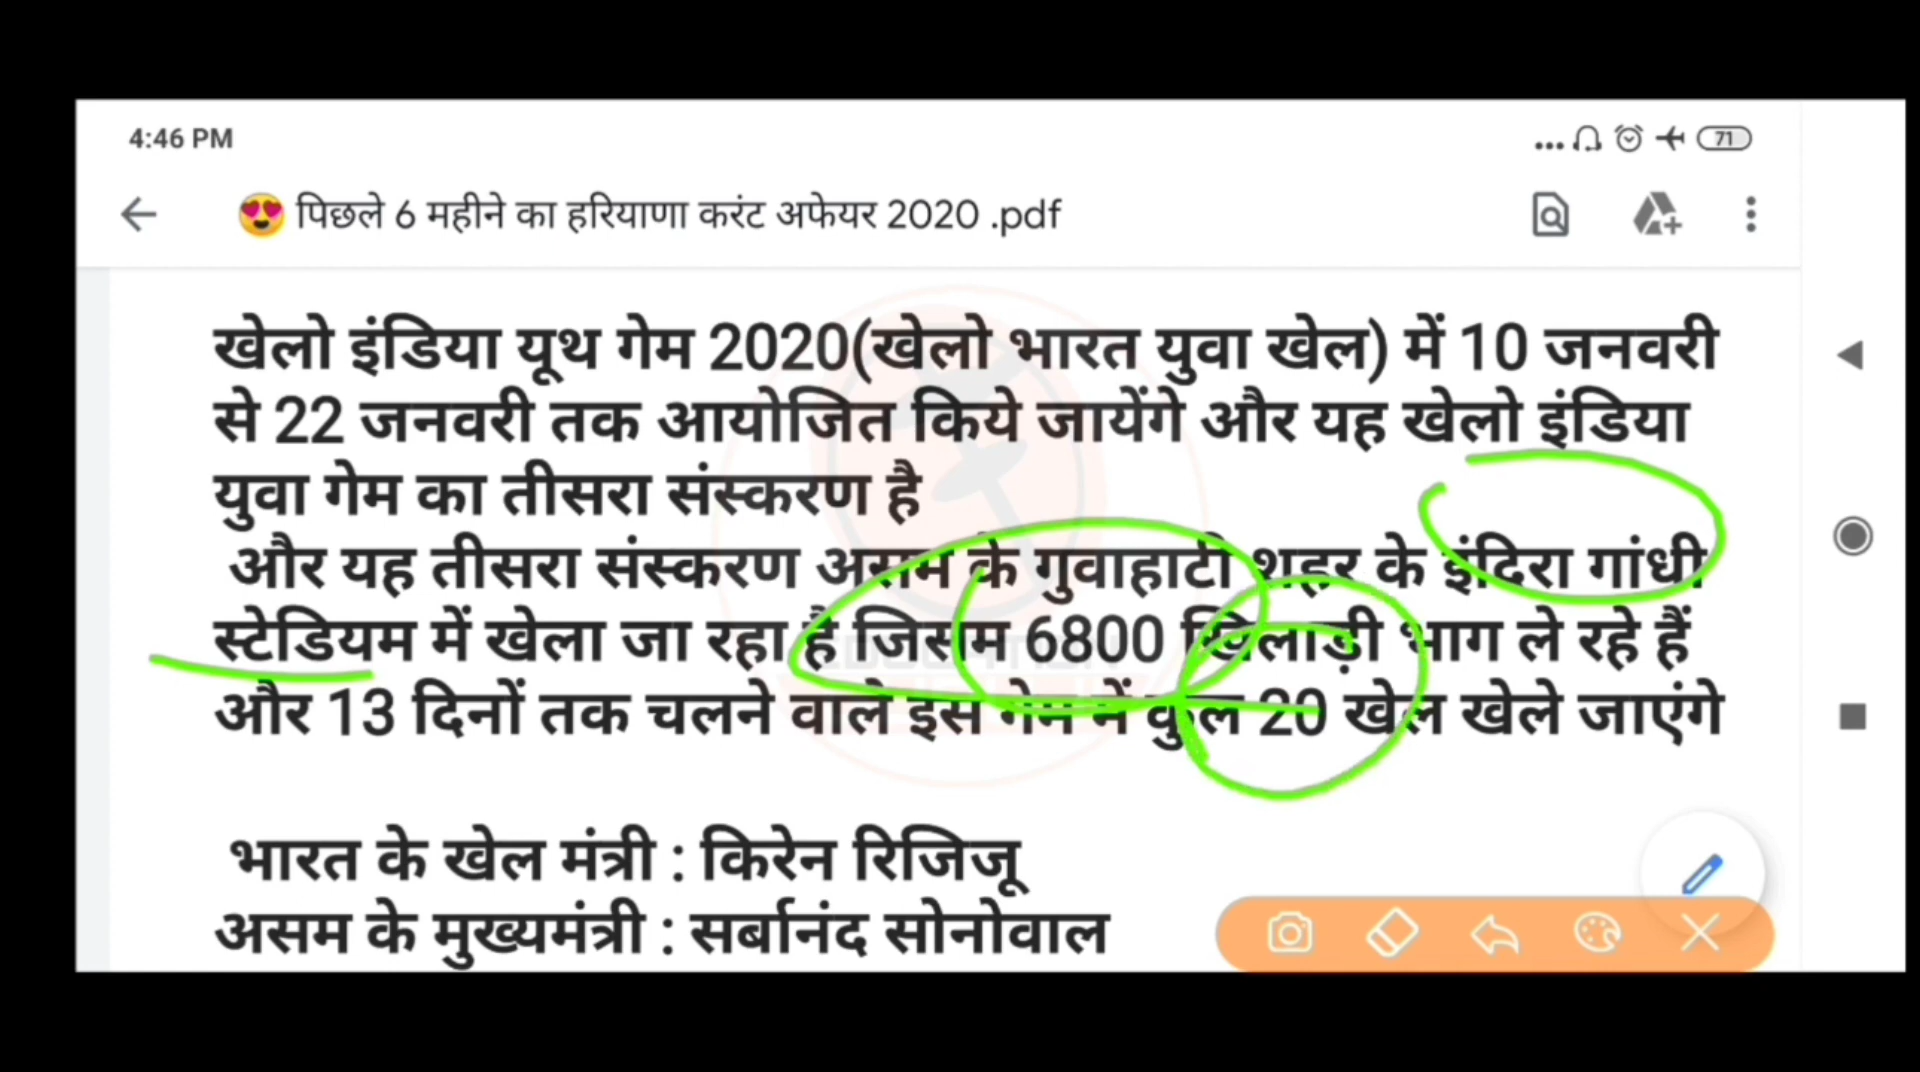 4:46 PM
71
पिछले 6 महीने का हरियाणा करंट अफेयर 2020 .pdf
खेलो इंडिया यूथ गेम 2020(खेलो भारत युवा खेल) में 10 जनवरी
से 22 जनवरी तक आयोजित किये जायेंगे और यह खेलो इंडिया
युवा गेम का तीसरा संस्करण है
और यह तीसरा संस्करण असम के गुवाहाटी शहर के इंदिरा गांधी
स्टेडियम में खेला जा रहा है जिसम 6800 खिलाड़ी भाग ले रहे हैं
और 13 दिनों तक चलने वाले इस गेम में कुल 20 खेल खेले जाएंगे
भारत के खेल मंत्री : किरेन रिजिजू
असम के मुख्यमंत्री : सर्बानंद सोनोवाल